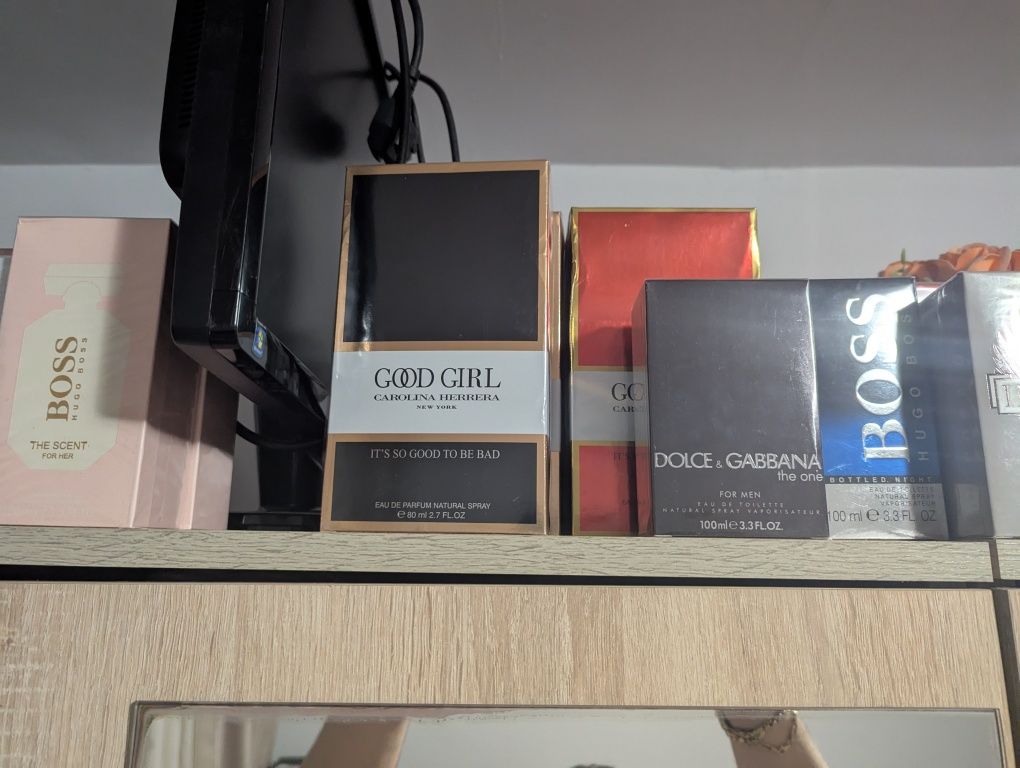 BOSS
HUGO BOSS
THE SCENT
FOR HER
GOOD GIRL
CAROLINA HERRERA
NEW YORK
IT'S SO GOOD TO BE BAD
EAU DE PARFUM NATURAL SPRAY
℮ 80 ml 2.7 FL.OZ
DOLCE & GABBANA
the one
FOR MEN
EAU DE TOILETTE
NATURAL SPRAY VAPORISATEUR
100ml ℮ 3.3 FL.OZ.
BOSS
HUGO BO
BOTTLED. NIGHT
EAU DE TOILETTE
NATURAL SPRAY
VAPORISATEUR
100 ml ℮ 3.3 FL. OZ